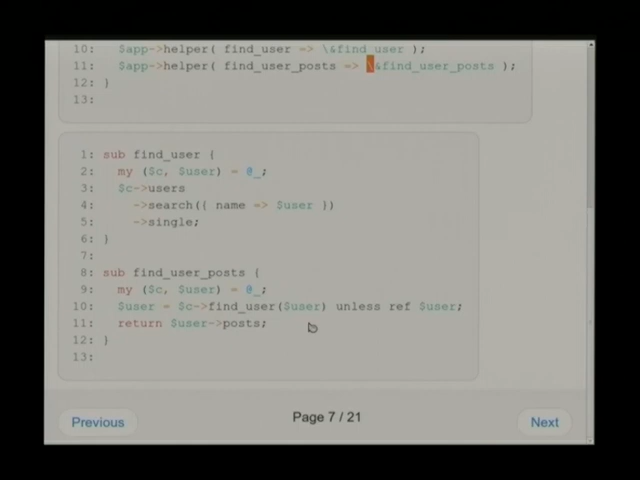 10: $app->helper( find_user => \&find_user );
11: $app->helper( find_user_posts => \&find_user_posts );
12: }
13:
1: sub find_user {
2: my ($c, $user) = @_;
3: $c->users
4: ->search({ name => $user })
5: ->single;
6: }
7:
8: sub find_user_posts {
9: my ($c, $user) = @_;
10: $user = $c->find_user($user) unless ref $user;
11: return $user->posts;
12: }
13:
Previous
Page 7 / 21
Next